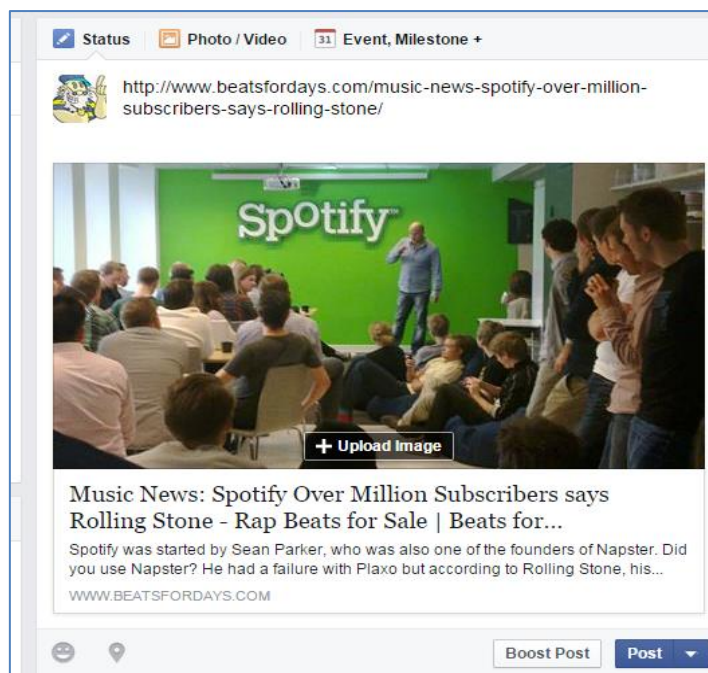 Status Photo / Video 31 Event, Milestone +
http://www.beatsfordays.com/music-news-spotify-over-million-
subscribers-says-rolling-stone/
Spotify
+ Upload Image
Music News: Spotify Over Million Subscribers says
Rolling Stone - Rap Beats for Sale | Beats for...
Spotify was started by Sean Parker, who was also one of the founders of Napster. Did
you use Napster? He had a failure with Plaxo but according to Rolling Stone, his...
WWW.BEATSFORDAYS.COM
Boost Post Post